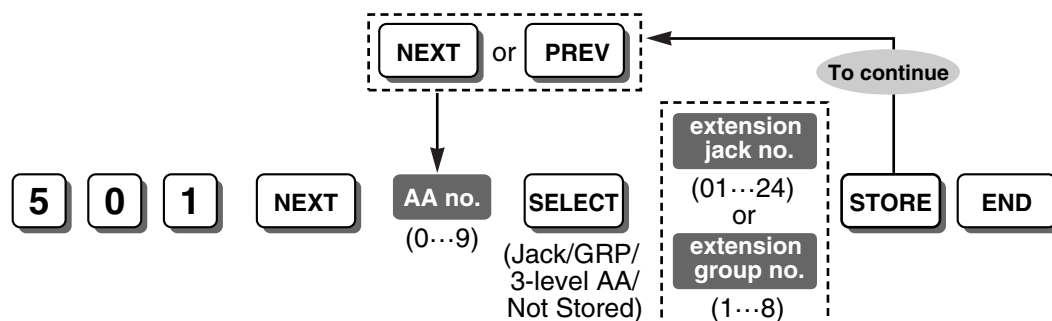 NEXT or PREV
To continue
extension
jack no.
(01···24)
or
extension
group no.
(1···8)
5 0 1 NEXT AA no. SELECT STORE END
(0···9)
(Jack/GRP/
3-level AA/
Not Stored)